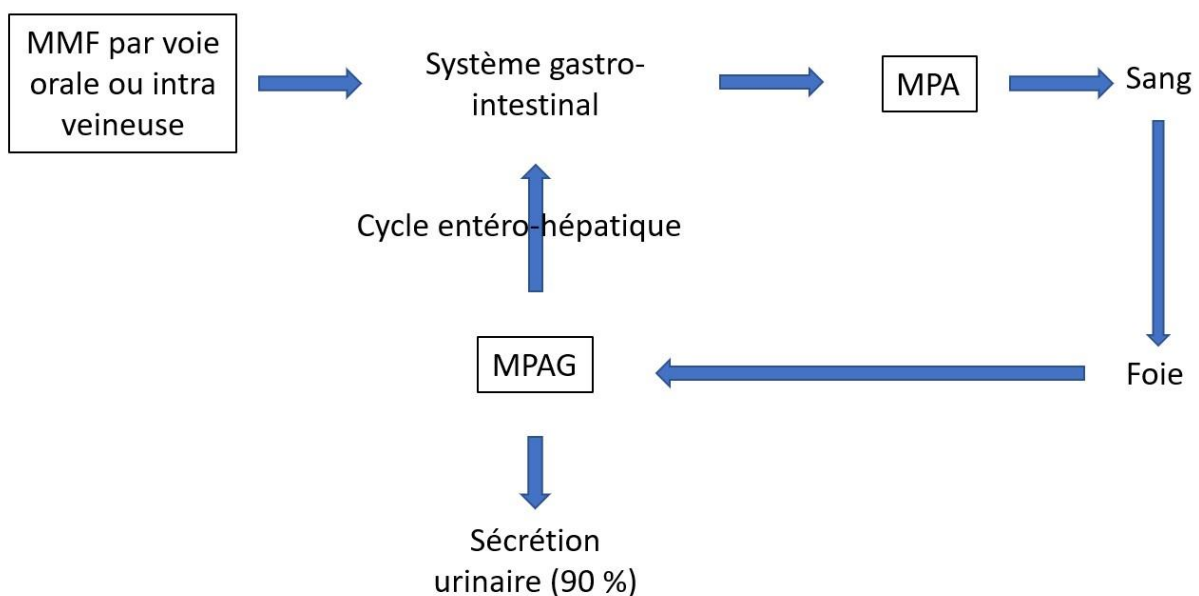 MMF par voie
orale ou intra
veineuse
Système gastro-
intestinal
MPA
Sang
Cycle entéro-hépatique
MPAG
Foie
Sécrétion
urinaire (90 %)